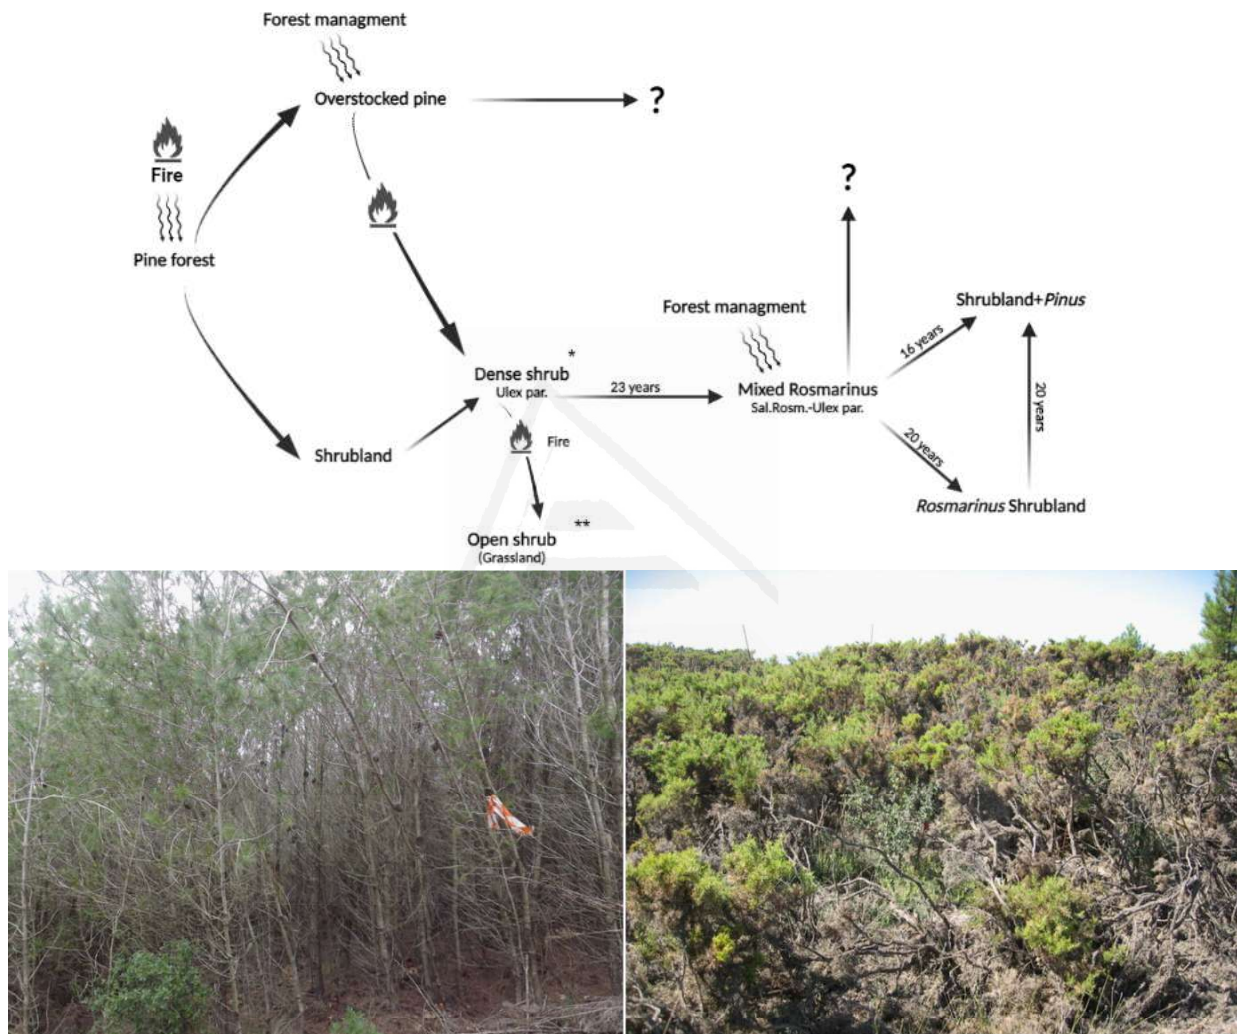 Forest managment
Overstocked pine
?
Fire
Pine forest
?
Forest managment
Shrubland+Pinus
16 years
Dense shrub *
Ulex par.
23 years
Mixed Rosmarinus
Sal.Rosm.-Ulex par.
20 years
20 years
Fire
Shrubland
Rosmarinus Shrubland
Open shrub **
(Grassland)